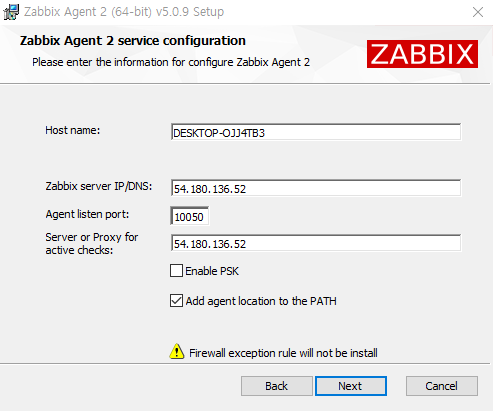 Zabbix Agent 2 (64-bit) v5.0.9 Setup
Zabbix Agent 2 service configuration
Please enter the information for configure Zabbix Agent 2
ZABBIX
Host name:
DESKTOP-OJJ4TB3
Zabbix server IP/DNS:
54.180.136.52
Agent listen port:
10050
Server or Proxy for
active checks:
54.180.136.52
Enable PSK
Add agent location to the PATH
Firewall exception rule will not be install
Back
Next
Cancel